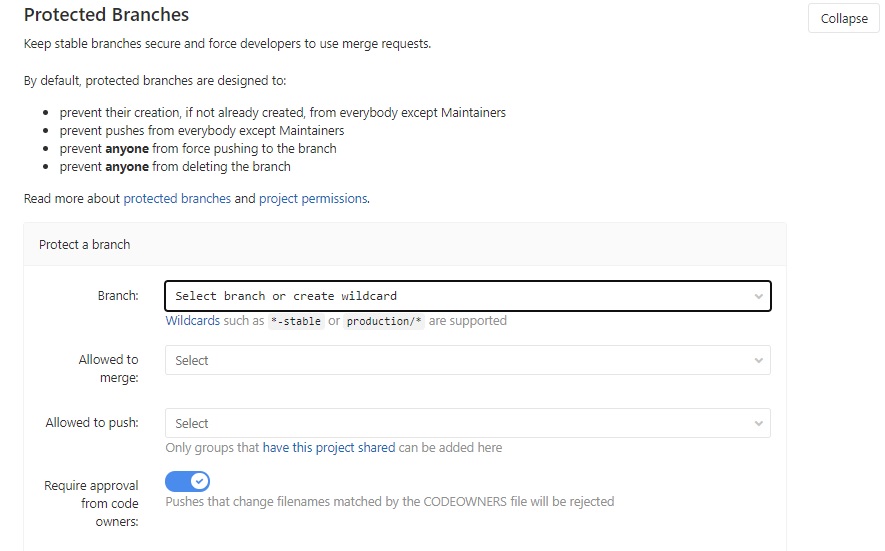 Protected Branches
Collapse
Keep stable branches secure and force developers to use merge requests.
By default, protected branches are designed to:
prevent their creation, if not already created, from everybody except Maintainers
prevent pushes from everybody except Maintainers
prevent anyone from force pushing to the branch
prevent anyone from deleting the branch
Read more about protected branches and project permissions.
Protect a branch
Branch:
Select branch or create wildcard
Wildcards such as *-stable or production/* are supported
Allowed to
merge:
Select
Allowed to push:
Select
Only groups that have this project shared can be added here
Require approval
from code
owners:
Pushes that change filenames matched by the CODEOWNERS file will be rejected